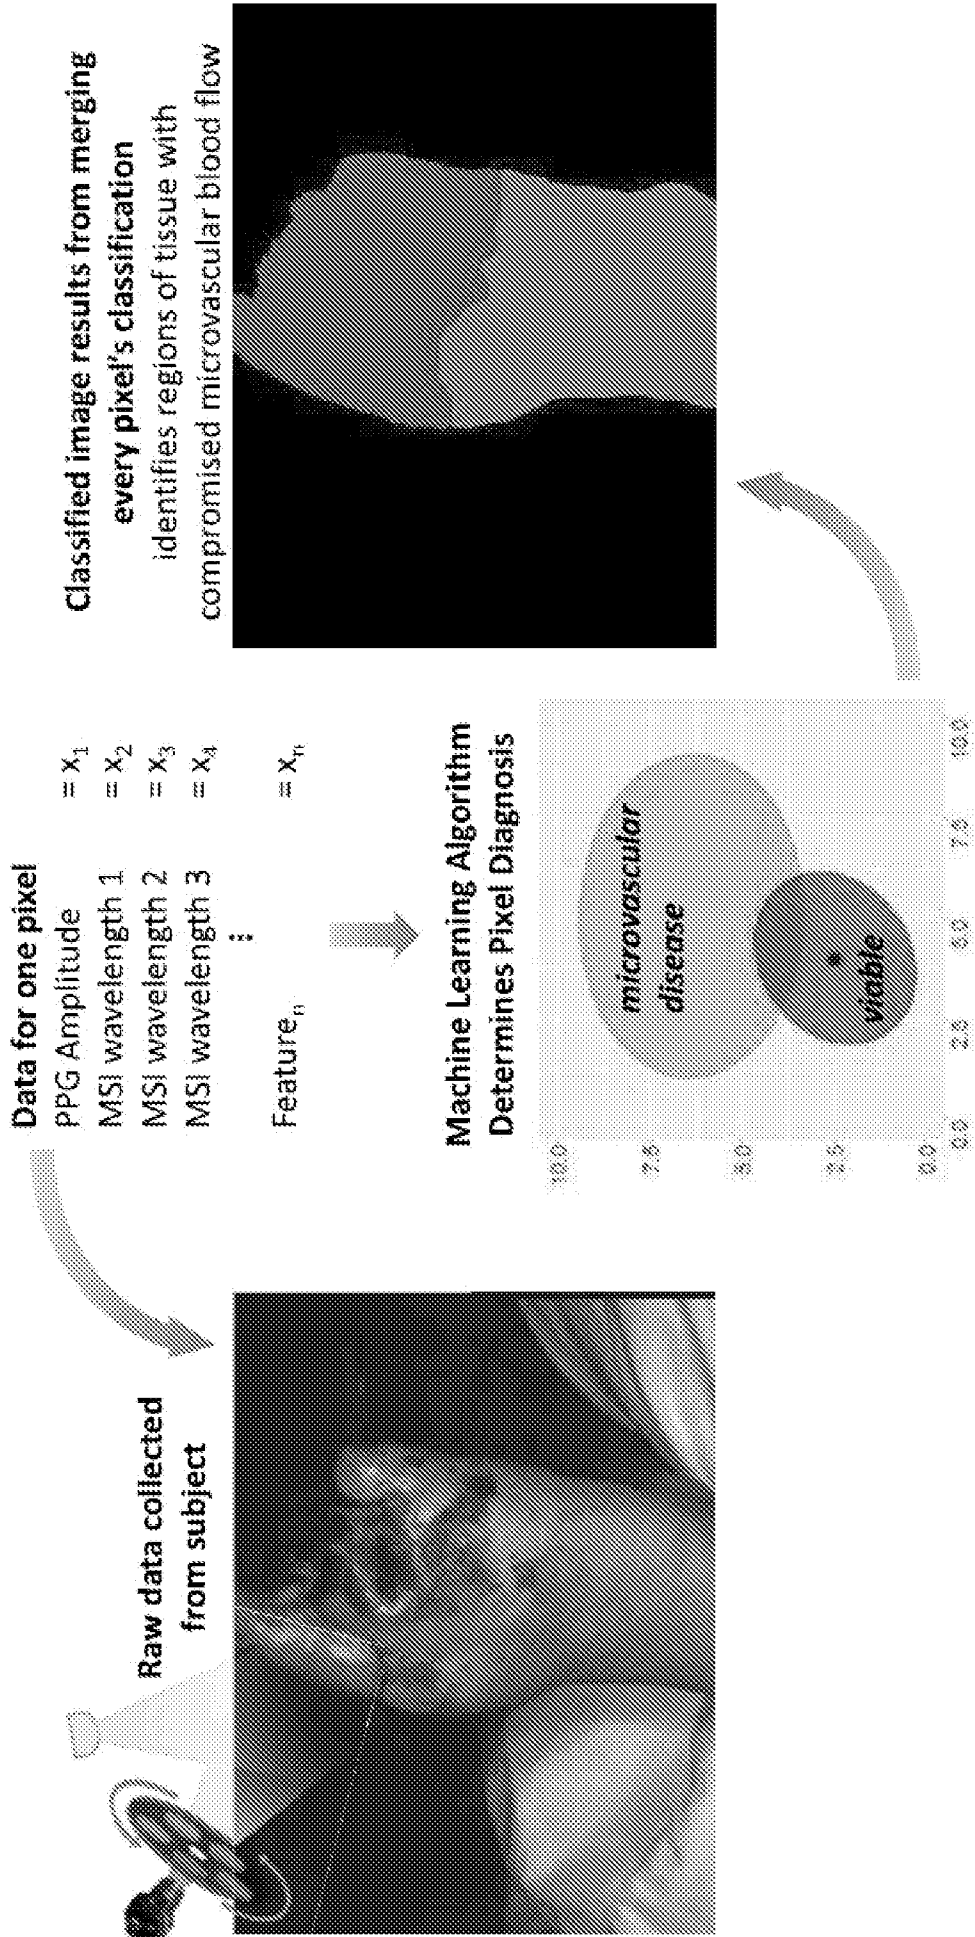 Raw data collected
from subject
Data for one pixel
PPG Amplitude = x1
MSI wavelength 1 = x2
MSI wavelength 2 = x3
MSI wavelength 3 = x4
⋮
Featuren = xn
Machine Learning Algorithm
Determines Pixel Diagnosis
10.0
7.5
5.0
2.5
0.0
microvascular
disease
viable
*
0.0 2.5 5.0 7.5 10.0
Classified image results from merging
every pixel's classification
identifies regions of tissue with
compromised microvascular blood flow